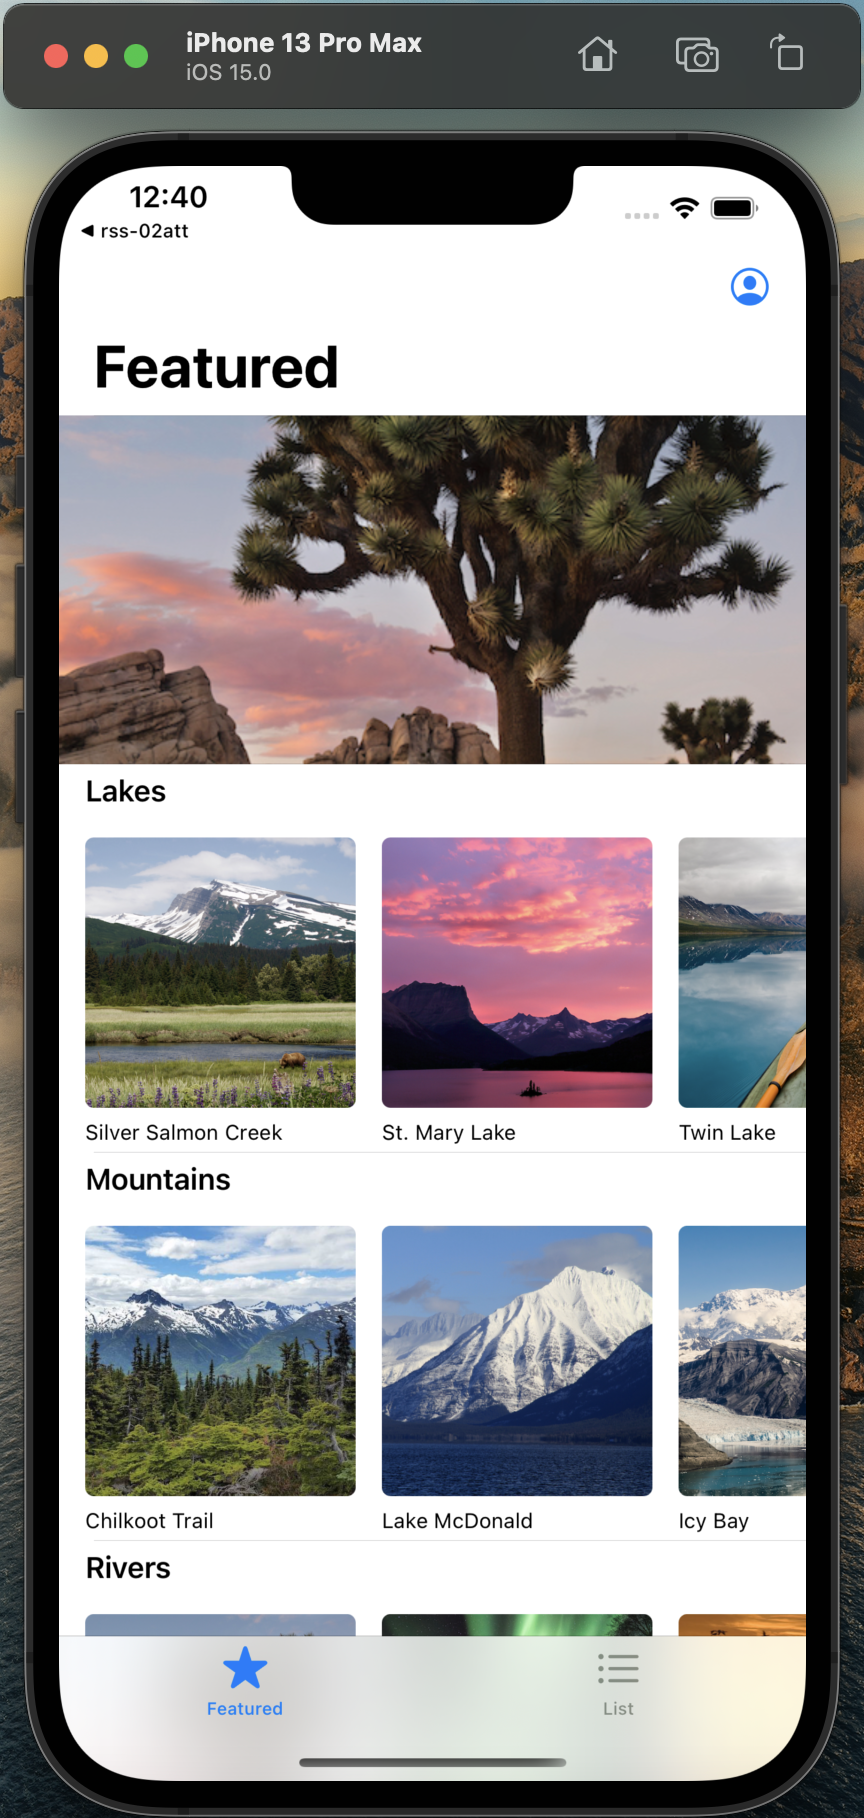 iPhone 13 Pro Max
iOS 15.0
12:40
◀ rss-02att
Featured
Lakes
Silver Salmon Creek
St. Mary Lake
Twin Lake
Mountains
Chilkoot Trail
Lake McDonald
Icy Bay
Rivers
Featured
List